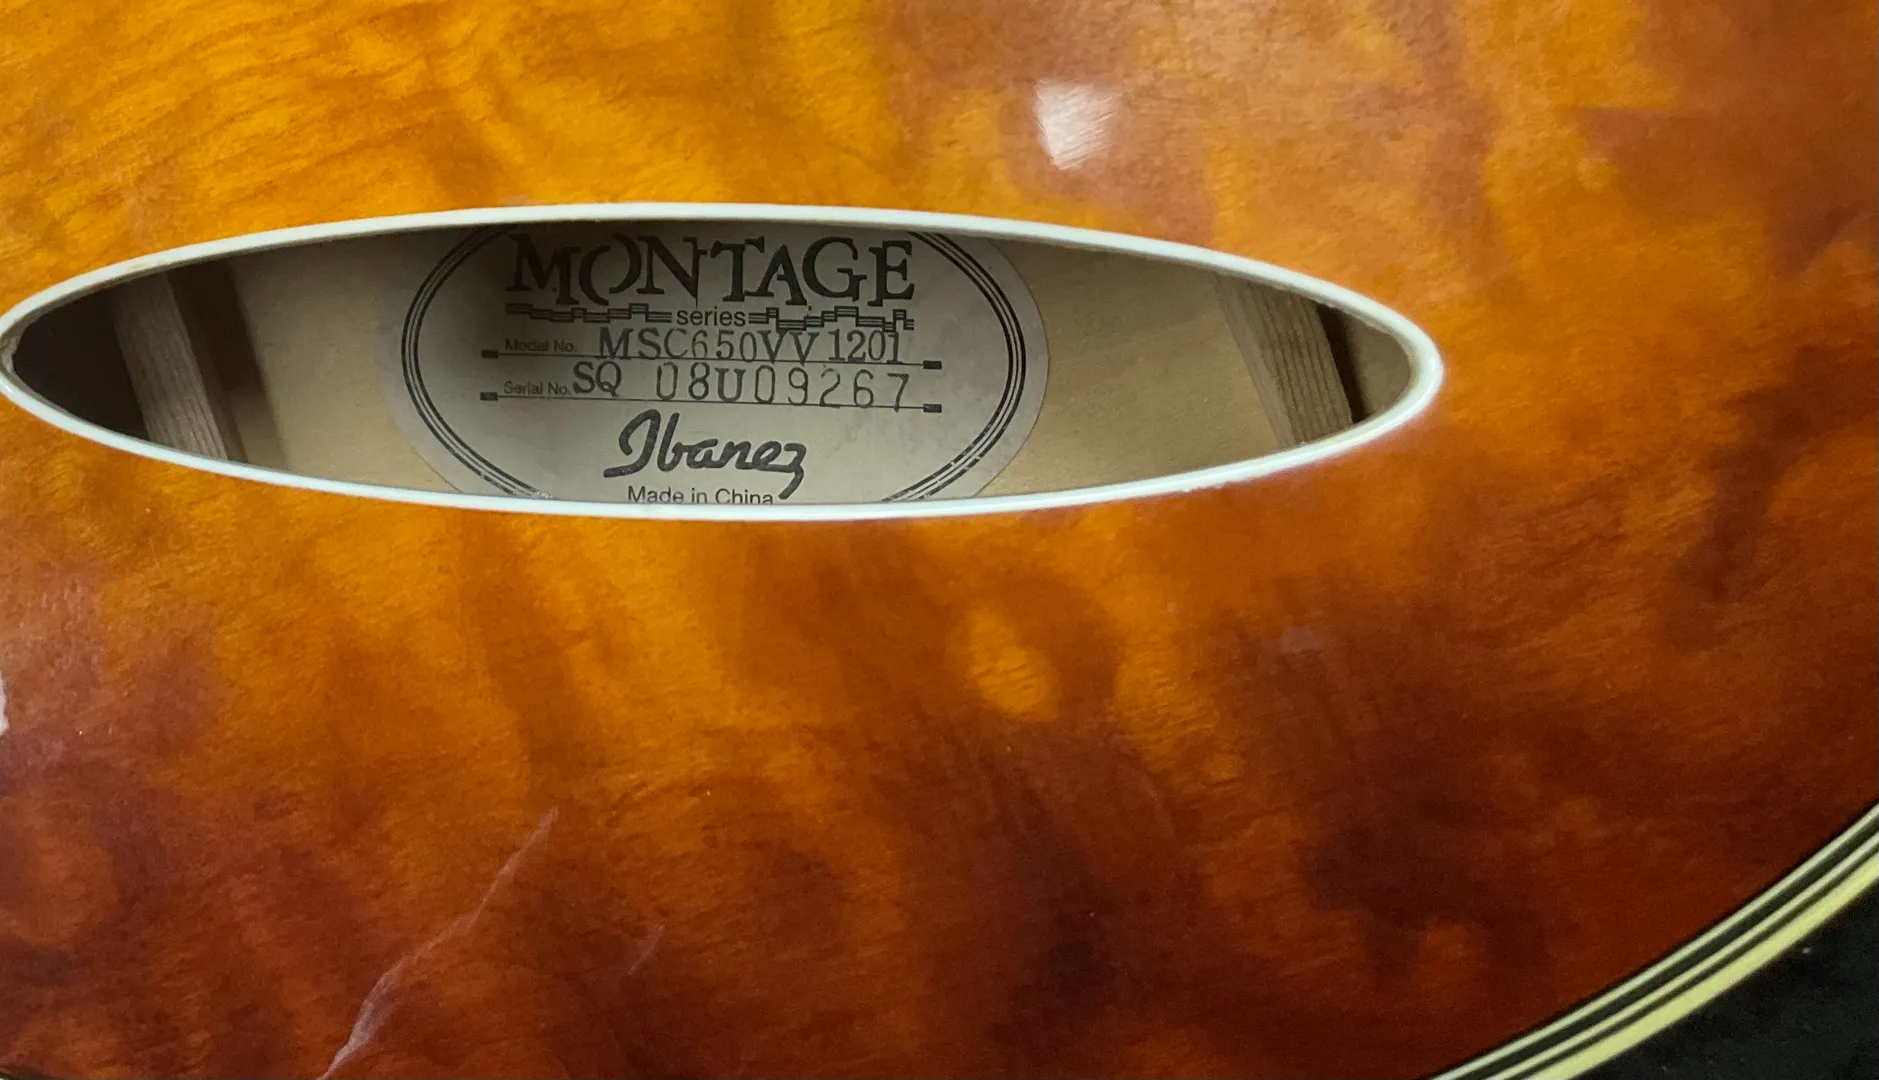 MONTAGE
series
Model No. MSC650VV1201
Serial No. SQ 08U09267
Ibanez
Made in China